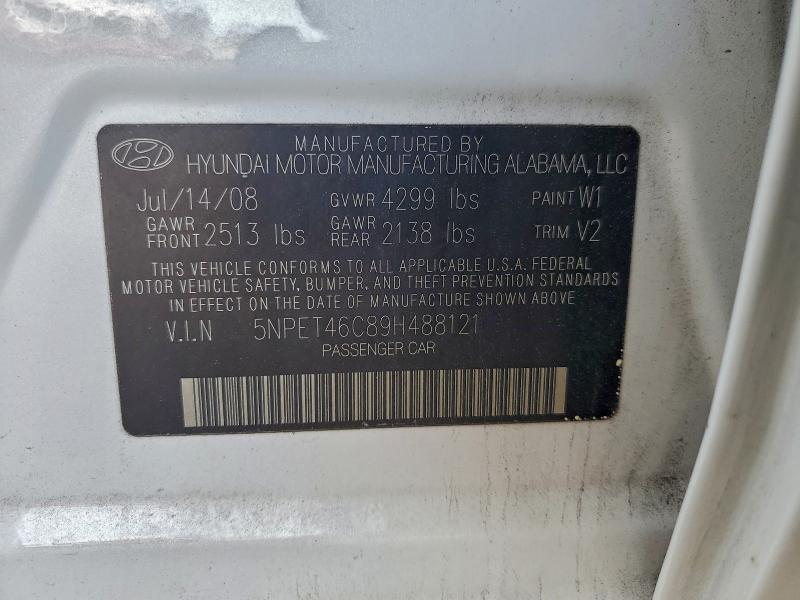 MANUFACTURED BY
HYUNDAI MOTOR MANUFACTURING ALABAMA, LLC
Jul/14/08 GVWR 4299 lbs PAINT W1
GAWR FRONT 2513 lbs GAWR REAR 2138 lbs TRIM V2
THIS VEHICLE CONFORMS TO ALL APPLICABLE U.S.A. FEDERAL
MOTOR VEHICLE SAFETY, BUMPER, AND THEFT PREVENTION STANDARDS
IN EFFECT ON THE DATE OF MANUFACTURE SHOWN ABOVE
V.I.N 5NPET46C89H488121
PASSENGER CAR